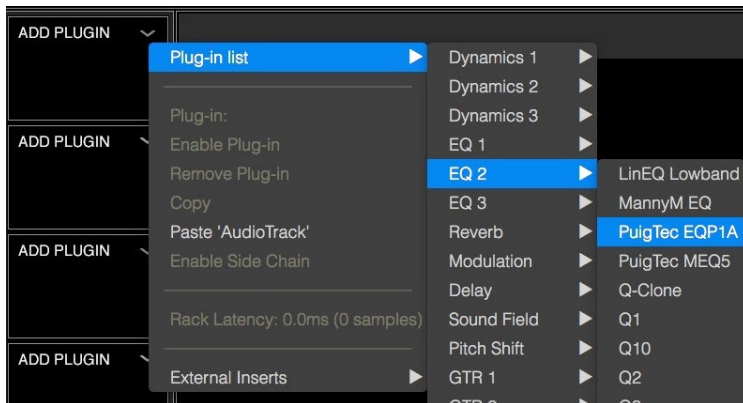 ADD PLUGIN
ADD PLUGIN
ADD PLUGIN
ADD PLUGIN
Plug-in list
Plug-in:
Enable Plug-in
Remove Plug-in
Copy
Paste 'AudioTrack'
Enable Side Chain
Rack Latency: 0.0ms (0 samples)
External Inserts
Dynamics 1
Dynamics 2
Dynamics 3
EQ 1
EQ 2
EQ 3
Reverb
Modulation
Delay
Sound Field
Pitch Shift
GTR 1
LinEQ Lowband
MannyM EQ
PuigTec EQP1A
PuigTec MEQ5
Q-Clone
Q1
Q10
Q2